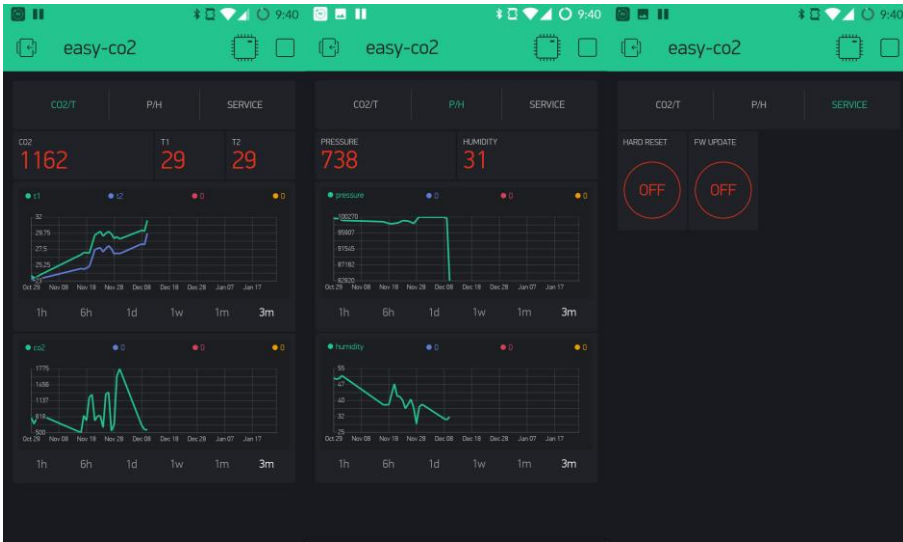 9:40
easy-co2
CO2/T P/H SERVICE
CO2 T1 T2
1162 29 29
t1 t2 0 0
32
29.75
27.5
25.25
23
Oct 29 Nov 08 Nov 18 Nov 28 Dec 08 Dec 18 Dec 28 Jan 07 Jan 17
1h 6h 1d 1w 1m 3m
co2 0 0 0
1775
1456
1137
818
500
Oct 29 Nov 08 Nov 18 Nov 28 Dec 08 Dec 18 Dec 28 Jan 07 Jan 17
1h 6h 1d 1w 1m 3m
9:40
easy-co2
CO2/T P/H SERVICE
PRESSURE HUMIDITY
738 31
pressure 0 0 0
100270
95907
97545
87182
82820
Oct 29 Nov 08 Nov 18 Nov 28 Dec 08 Dec 18 Dec 28 Jan 07 Jan 17
1h 6h 1d 1w 1m 3m
humidity 0 0 0
55
47
40
32
25
Oct 29 Nov 08 Nov 18 Nov 28 Dec 08 Dec 18 Dec 28 Jan 07 Jan 17
1h 6h 1d 1w 1m 3m
9:40
easy-co2
CO2/T P/H SERVICE
HARD RESET FW UPDATE
OFF OFF